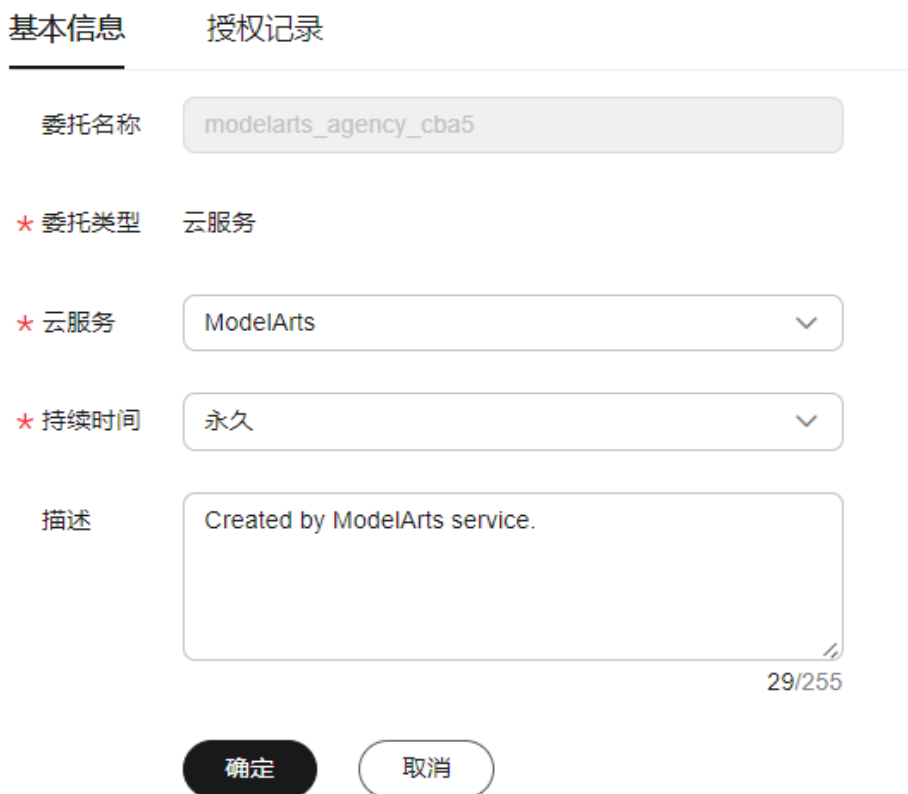 基本信息 授权记录
委托名称 modelarts_agency_cba5
* 委托类型 云服务
* 云服务 ModelArts
* 持续时间 永久
描述 Created by ModelArts service.
29/255
确定 取消